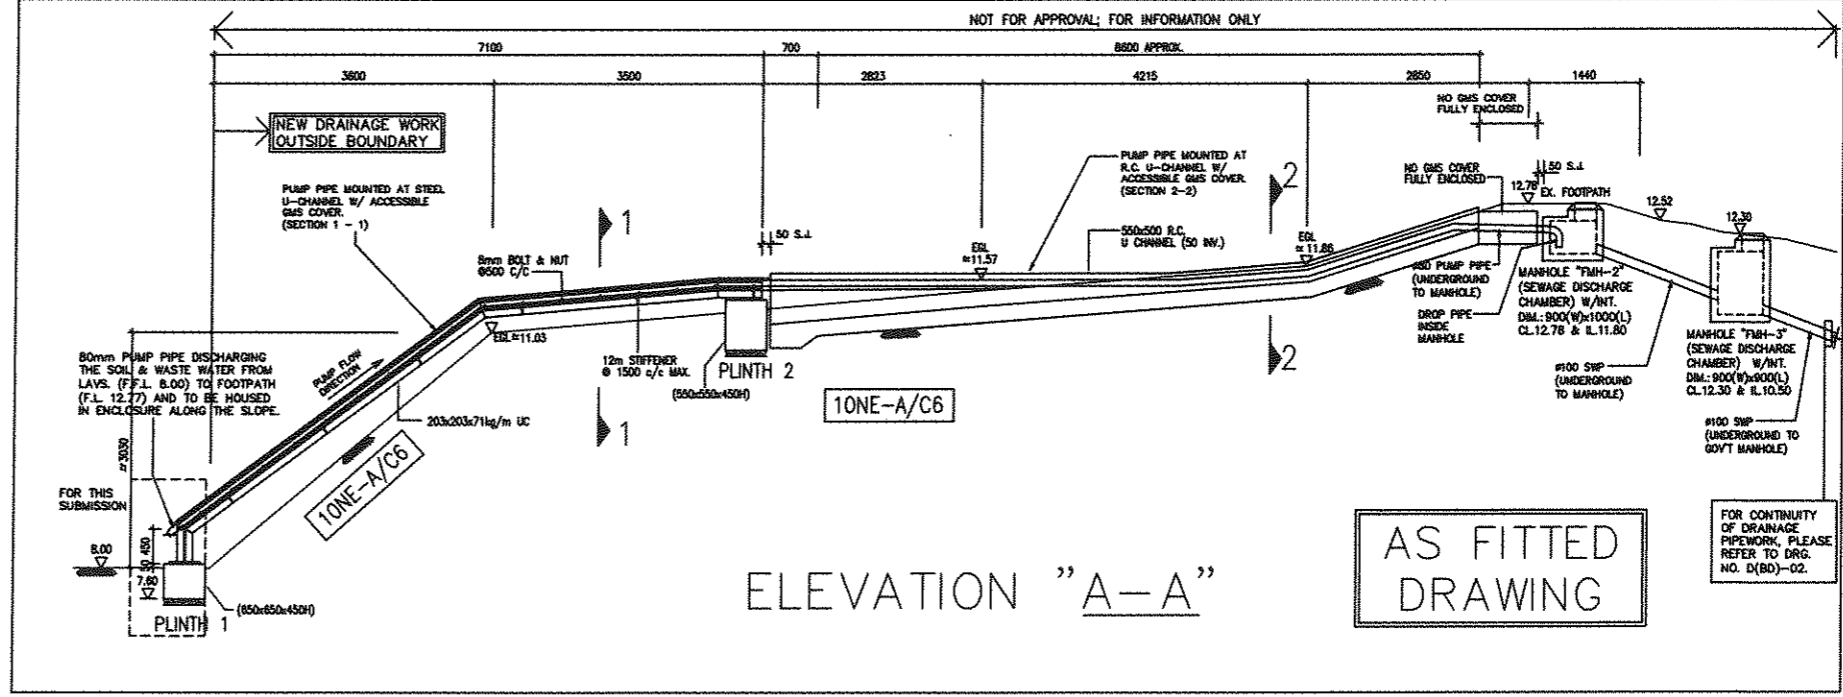 NOT FOR APPROVAL; FOR INFORMATION ONLY
7100
700
8600 APPROX.
3600
3500
2823
4215
2850
1440
NEW DRAINAGE WORK
OUTSIDE BOUNDARY
NO GMS COVER
FULLY ENCLOSED
PUMP PIPE MOUNTED AT STEEL
U-CHANNEL W/ ACCESSIBLE
GMS COVER.
(SECTION 1 - 1)
1
PUMP PIPE MOUNTED AT
R.C. U-CHANNEL W/
ACCESSIBLE GMS COVER.
(SECTION 2-2)
2
NO GMS COVER
FULLY ENCLOSED
50 S.J.
12.78
EX. FOOTPATH
12.52
12.30
8mm BOLT & NUT
@500 C/C
50 S.J.
EGL
≈11.57
550x500 R.C.
U CHANNEL (50 INV.)
EGL
≈ 11.86
ø80 PUMP PIPE
(UNDERGROUND
TO MANHOLE)
DROP PIPE
INSIDE
MANHOLE
MANHOLE "FMH-2"
(SEWAGE DISCHARGE
CHAMBER) W/INT.
DIM.: 900(W)x1000(L)
CL.12.78 & IL.11.80
MANHOLE "FMH-3"
(SEWAGE DISCHARGE
CHAMBER) W/INT.
DIM.: 900(W)x900(L)
CL.12.30 & IL.10.50
EGL≈11.03
80mm PUMP PIPE DISCHARGING
THE SOIL & WASTE WATER FROM
LAVS. (F.F.L. 8.00) TO FOOTPATH
(F.L. 12.77) AND TO BE HOUSED
IN ENCLOSURE ALONG THE SLOPE.
PUMP FLOW
DIRECTION
12m STIFFENER
@ 1500 c/c MAX.
PLINTH 2
(550x550x450H)
2
ø100 SWP
(UNDERGROUND
TO MANHOLE)
10NE-A/C6
203x203x71kg/m UC
1
ø100 SWP
(UNDERGROUND TO
GOV'T MANHOLE)
≈3030
10NE-A/C6
FOR THIS
SUBMISSION
8.00
50 450
7.60
(650x650x450H)
PLINTH 1
ELEVATION "A-A"
AS FITTED
DRAWING
FOR CONTINUITY
OF DRAINAGE
PIPEWORK, PLEASE
REFER TO DRG.
NO. D(BD)-02.